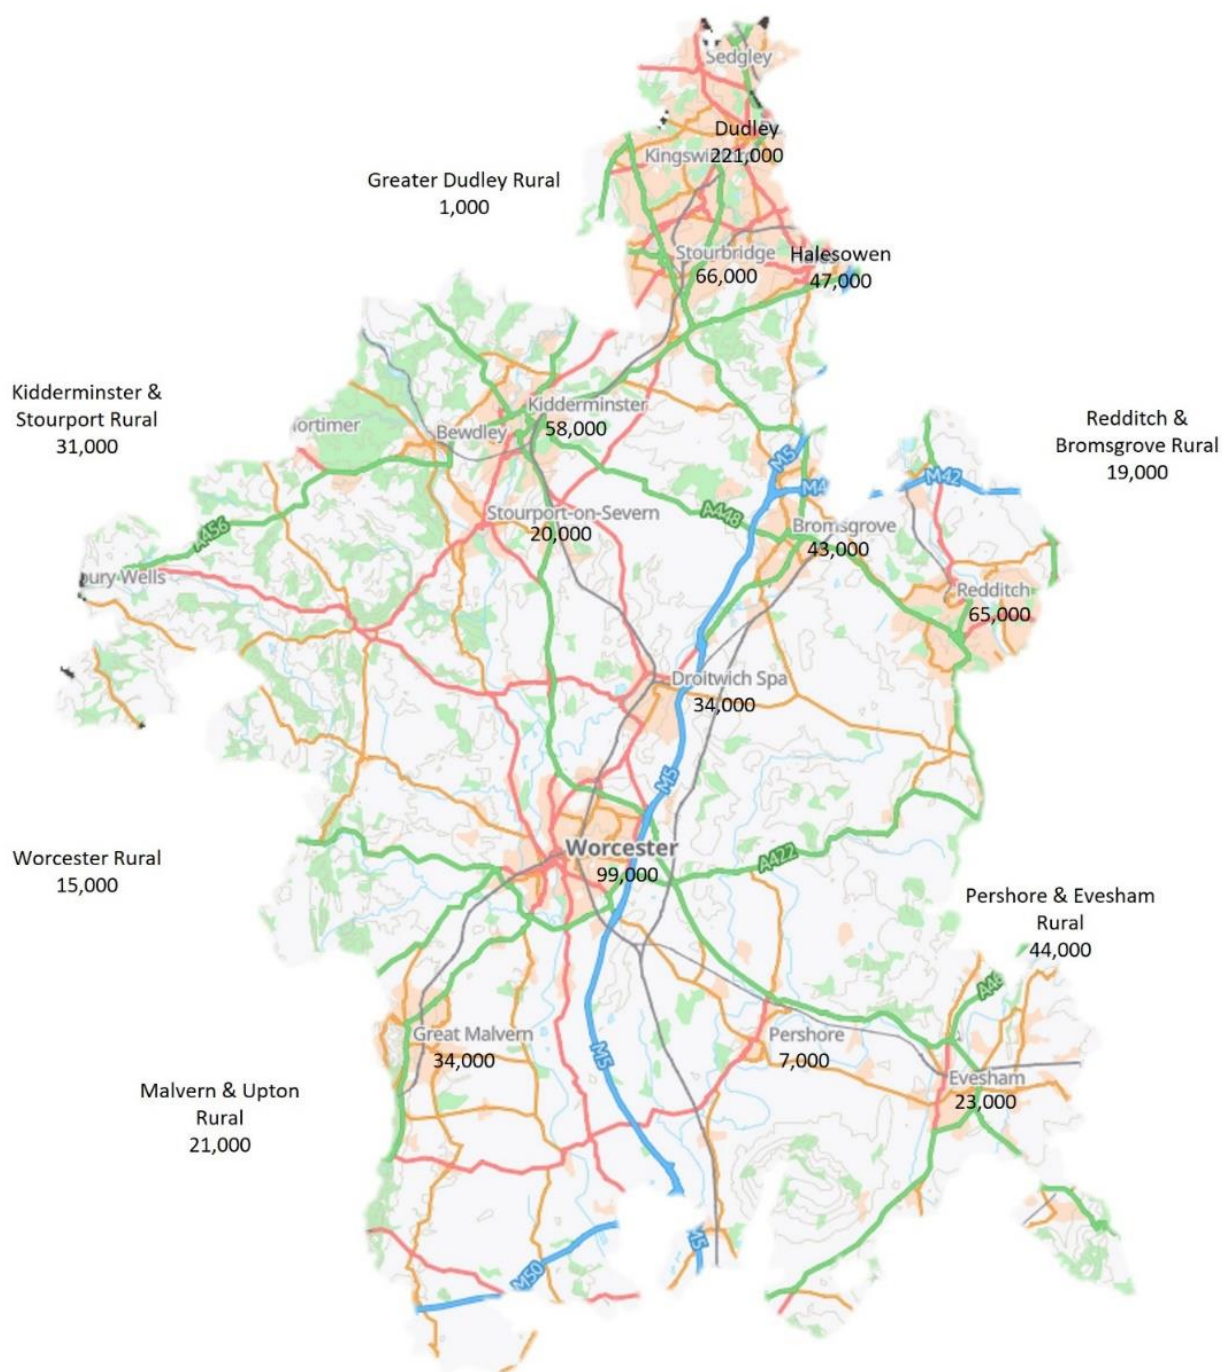 Sedgley
Dudley
221,000
Greater Dudley Rural
1,000
Stourbridge
66,000
Halesowen
47,000
Kidderminster &
Stourport Rural
31,000
Kidderminster
58,000
Bewdley
ortimer
Redditch &
Bromsgrove Rural
19,000
M5
M4
M42
A448
A456
Stourport-on-Severn
20,000
Bromsgrove
43,000
bury Wells
Redditch
65,000
Droitwich Spa
34,000
M5
Worcester
99,000
A422
Worcester Rural
15,000
Pershore & Evesham
Rural
44,000
A46
Great Malvern
34,000
M5
Pershore
7,000
Evesham
23,000
Malvern & Upton
Rural
21,000
M5
M50